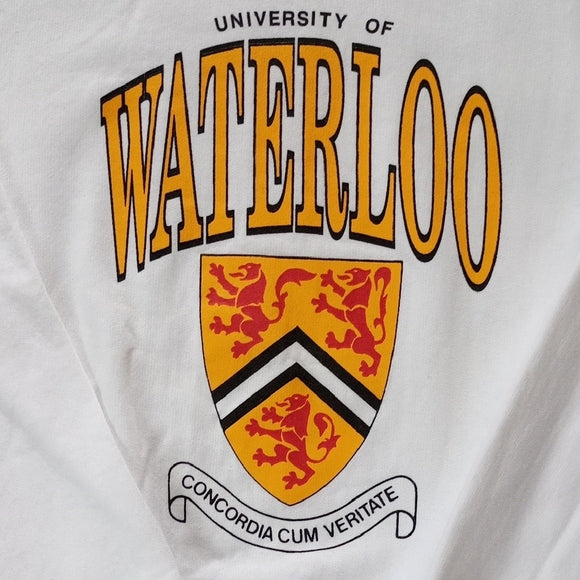 UNIVERSITY OF
WATERLOO
CONCORDIA CUM VERITATE